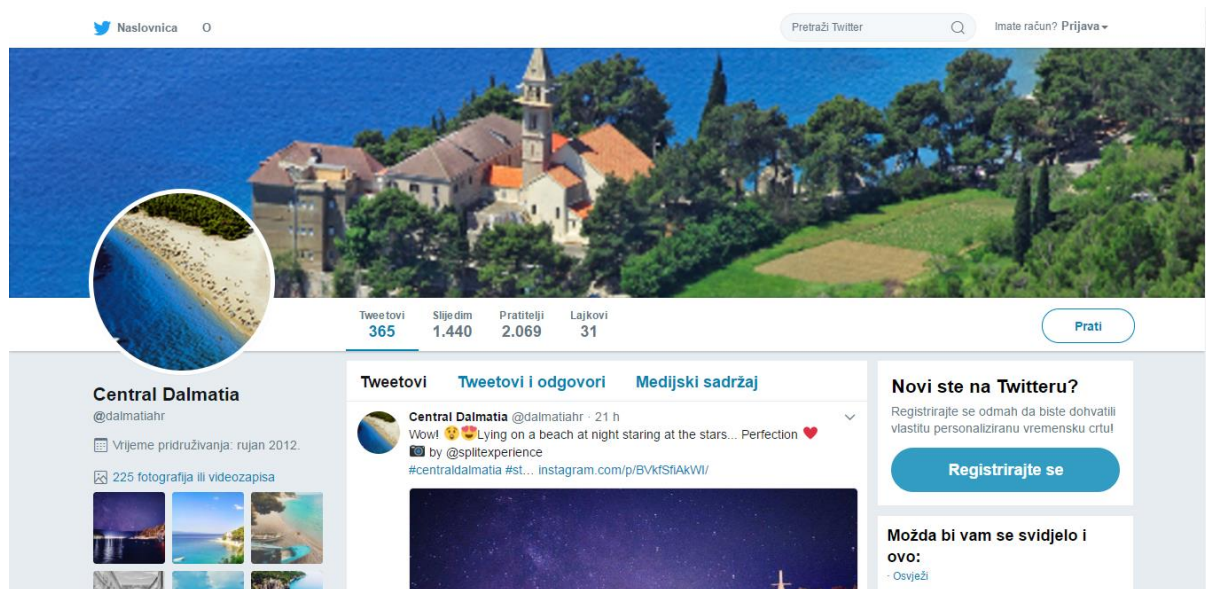 Naslovnica O
Pretraži Twitter
Imate račun? Prijava
Tweetovi Slijedim Pratitelji Lajkovi
365 1.440 2.069 31
Prati
Central Dalmatia
@dalmatiahr
Vrijeme pridruživanja: rujan 2012.
225 fotografija ili videozapisa
Tweetovi Tweetovi i odgovori Medijski sadržaj
Central Dalmatia @dalmatiahr · 21 h
Wow! 😲😍Lying on a beach at night staring at the stars... Perfection ❤️
📷 by @splitexperience
#centraldalmatia #st... instagram.com/p/BVkfSfiAkWl/
Novi ste na Twitteru?
Registrirajte se odmah da biste dohvatili
vlastitu personaliziranu vremensku crtu!
Registrirajte se
Možda bi vam se svidjelo i
ovo:
· Osvježi